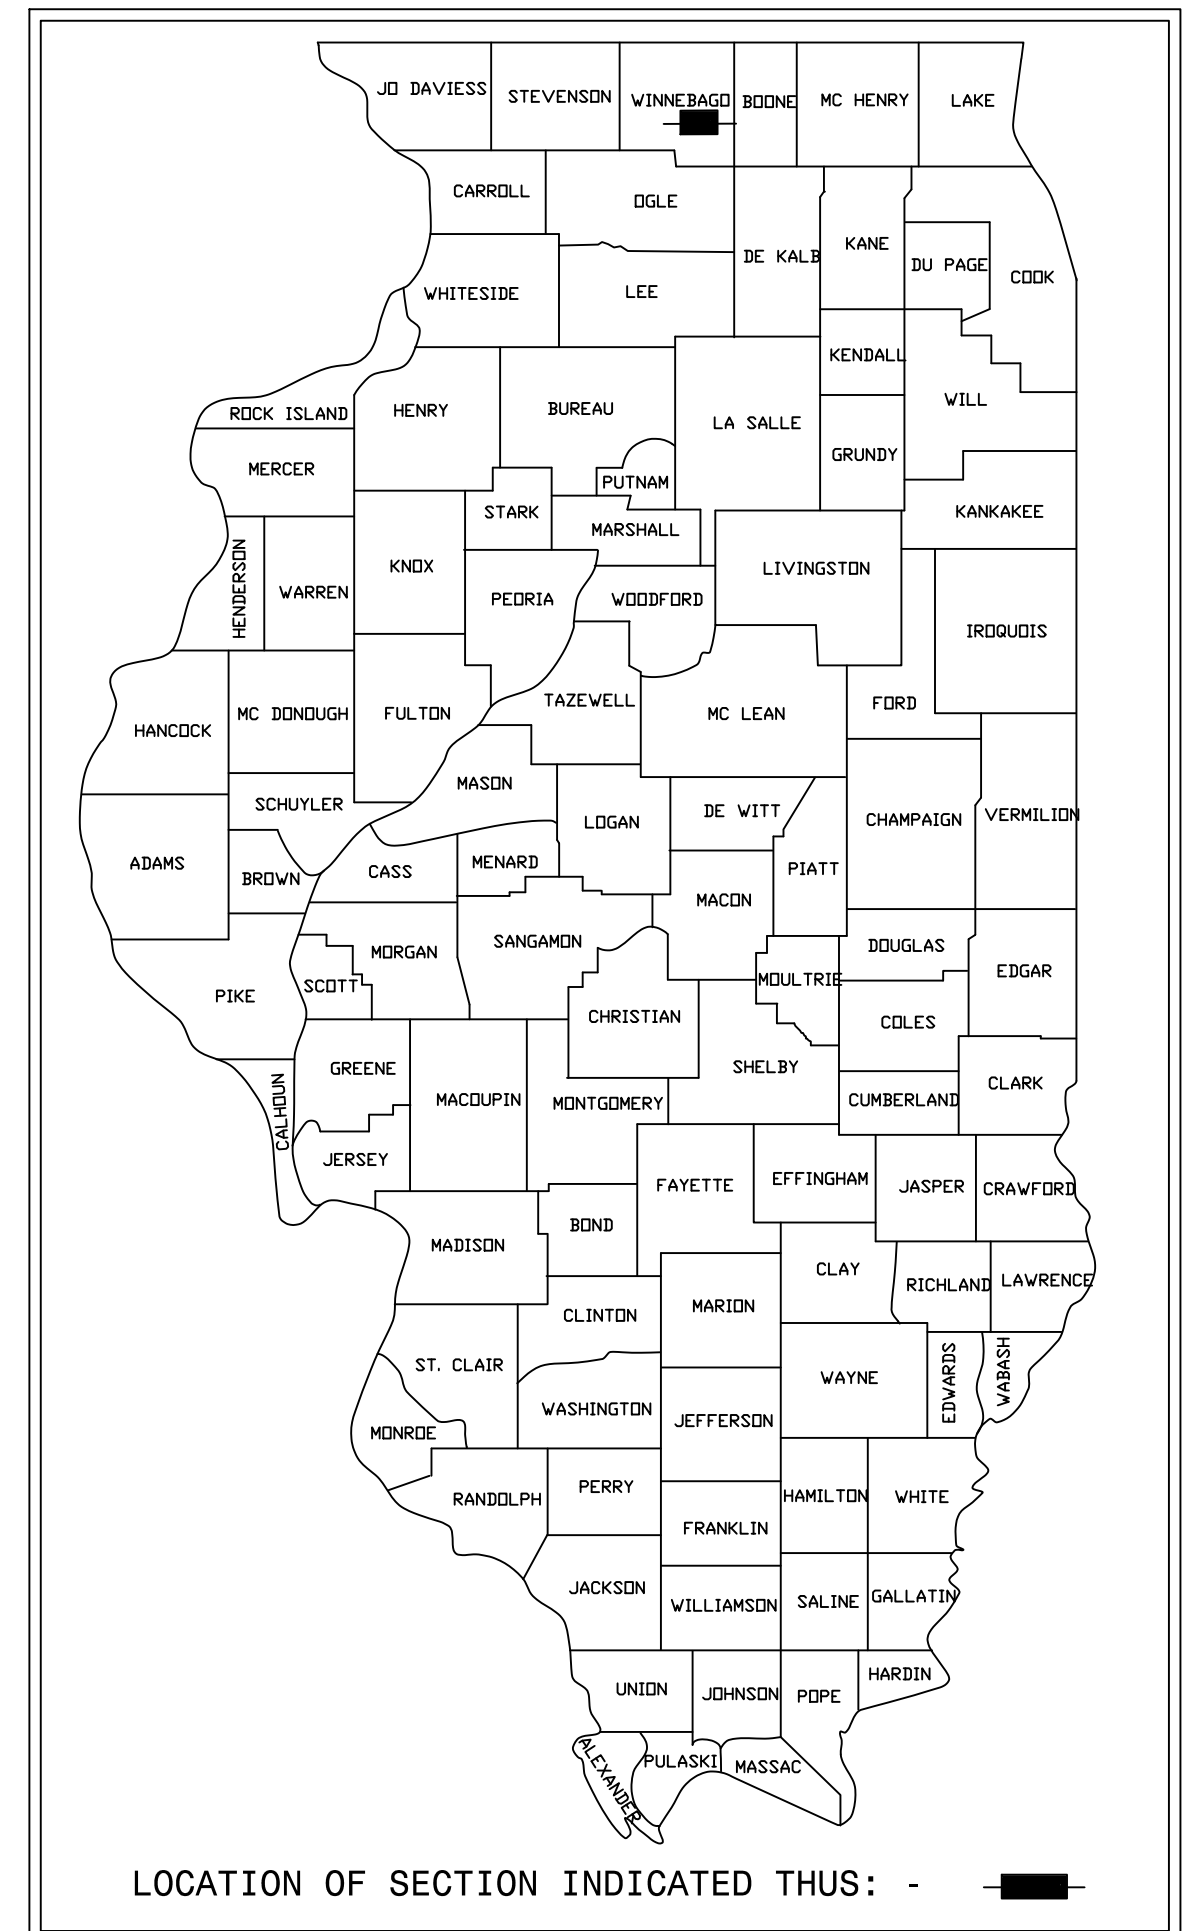 JO DAVIESS
STEVENSON
WINNEBAGO
BOONE
MC HENRY
LAKE
CARROLL
OGLE
DE KALB
KANE
DU PAGE
COOK
WHITESIDE
LEE
KENDALL
WILL
ROCK ISLAND
HENRY
BUREAU
LA SALLE
GRUNDY
MERCER
PUTNAM
STARK
MARSHALL
KANKAKEE
HENDERSON
WARREN
KNOX
PEORIA
WOODFORD
LIVINGSTON
IROQUOIS
HANCOCK
MC DONOUGH
FULTON
TAZEWELL
MC LEAN
FORD
SCHUYLER
MASON
LOGAN
DE WITT
CHAMPAIGN
VERMILION
ADAMS
BROWN
CASS
MENARD
MACON
PIATT
PIKE
SCOTT
MORGAN
SANGAMON
CHRISTIAN
MOULTRIE
DOUGLAS
EDGAR
COLES
CALHOUN
GREENE
MACOUPIN
MONTGOMERY
SHELBY
CUMBERLAND
CLARK
JERSEY
FAYETTE
EFFINGHAM
JASPER
CRAWFORD
MADISON
BOND
CLAY
RICHLAND
LAWRENCE
CLINTON
MARION
ST. CLAIR
WAYNE
EDWARDS
WABASH
MONROE
WASHINGTON
JEFFERSON
RANDOLPH
PERRY
HAMILTON
WHITE
FRANKLIN
JACKSON
WILLIAMSON
SALINE
GALLATIN
UNION
JOHNSON
POPE
HARDIN
ALEXANDER
PULASKI
MASSAC
LOCATION OF SECTION INDICATED THUS: -